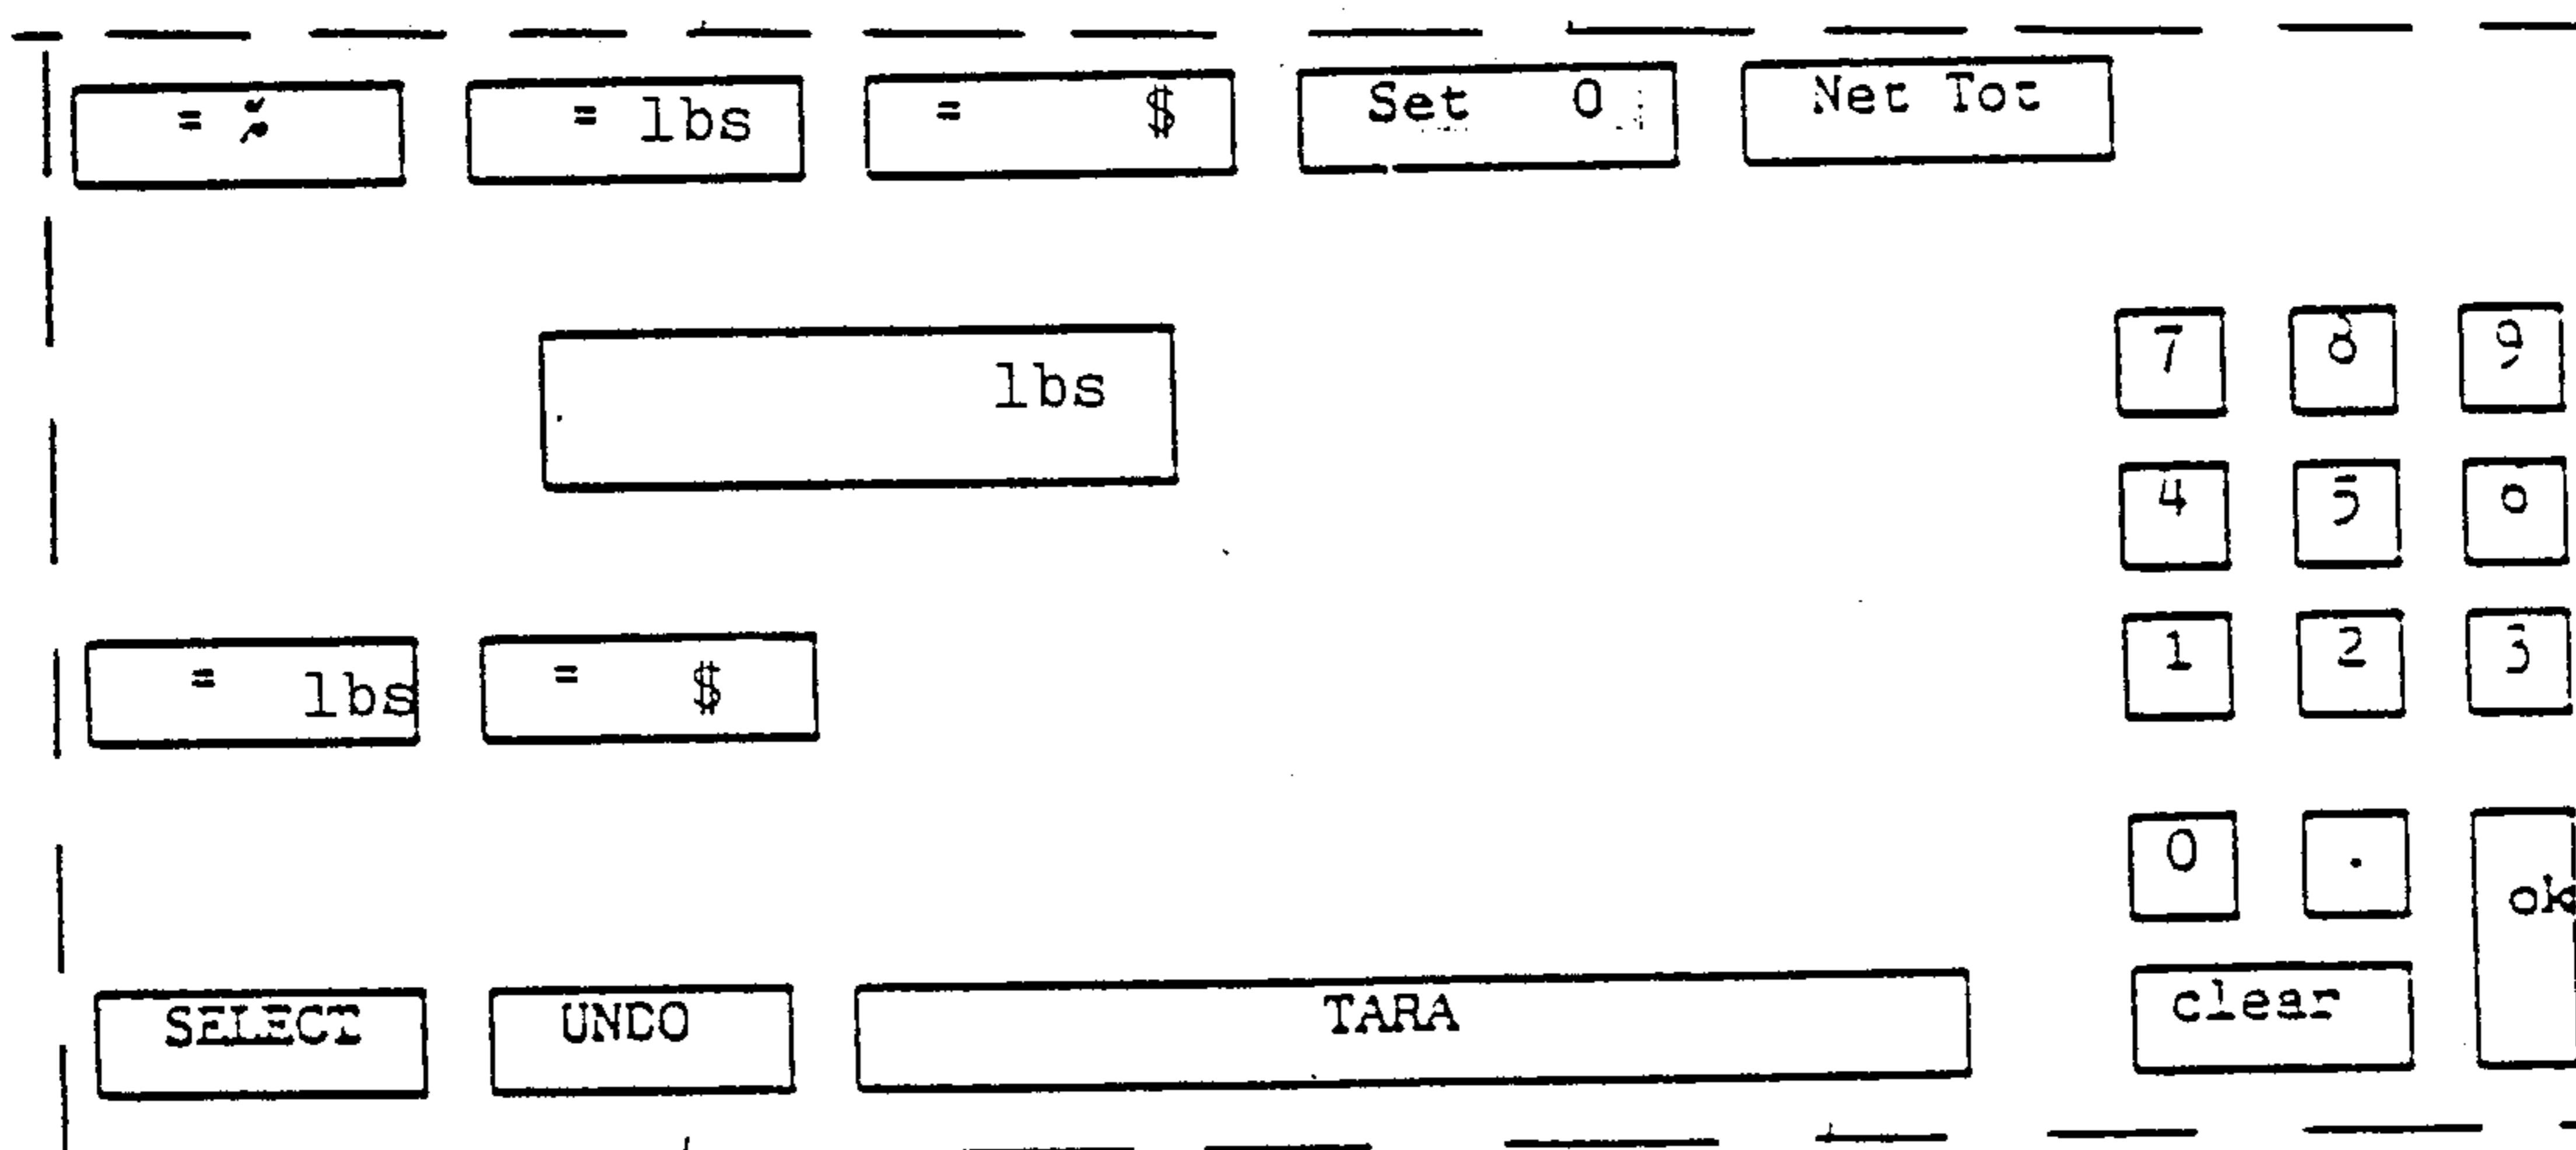 = % = lbs = $ Set 0 Net Tot
lbs
7 8 9
4 5 6
1 2 3
= lbs = $
0 . ok
SELECT UNDO TARA clear